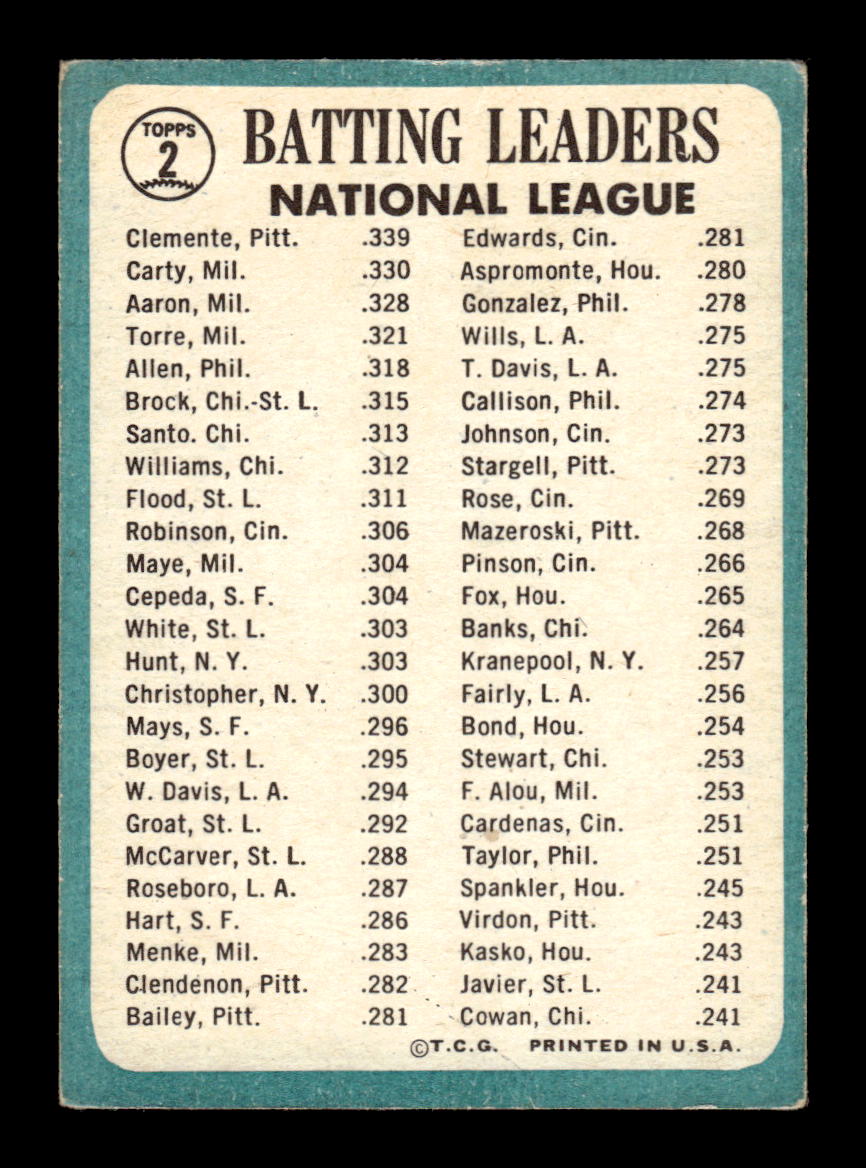 TOPPS
2
BATTING LEADERS
NATIONAL LEAGUE
Clemente, Pitt. .339
Carty, Mil. .330
Aaron, Mil. .328
Torre, Mil. .321
Allen, Phil. .318
Brock, Chi.-St. L. .315
Santo. Chi. .313
Williams, Chi. .312
Flood, St. L. .311
Robinson, Cin. .306
Maye, Mil. .304
Cepeda, S. F. .304
White, St. L. .303
Hunt, N. Y. .303
Christopher, N. Y. .300
Mays, S. F. .296
Boyer, St. L. .295
W. Davis, L. A. .294
Groat, St. L. .292
McCarver, St. L. .288
Roseboro, L. A. .287
Hart, S. F. .286
Menke, Mil. .283
Clendenon, Pitt. .282
Bailey, Pitt. .281
Edwards, Cin. .281
Aspromonte, Hou. .280
Gonzalez, Phil. .278
Wills, L. A. .275
T. Davis, L. A. .275
Callison, Phil. .274
Johnson, Cin. .273
Stargell, Pitt. .273
Rose, Cin. .269
Mazeroski, Pitt. .268
Pinson, Cin. .266
Fox, Hou. .265
Banks, Chi. .264
Kranepool, N. Y. .257
Fairly, L. A. .256
Bond, Hou. .254
Stewart, Chi. .253
F. Alou, Mil. .253
Cardenas, Cin. .251
Taylor, Phil. .251
Spankler, Hou. .245
Virdon, Pitt. .243
Kasko, Hou. .243
Javier, St. L. .241
Cowan, Chi. .241
©T.C.G. PRINTED IN U.S.A.